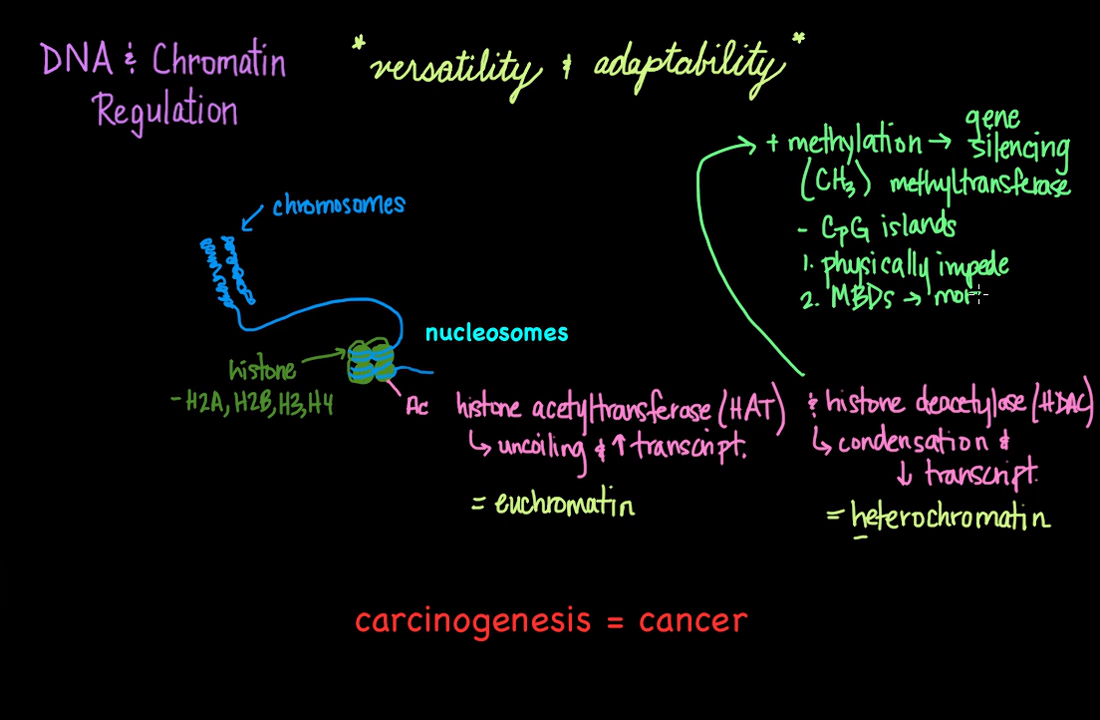 DNA & Chromatin
Regulation
*versatility & adaptability*
+ methylation → gene silencing
(CH₃) methyltransferase
- CpG islands
1. physically impede
2. MBDs → mor
chromosomes
nucleosomes
histone
- H2A, H2B, H3, H4
Ac
histone acetyltransferase (HAT)
↳ uncoiling & ↑ transcript.
= euchromatin
& histone deacetylase (HDAC)
↳ condensation &
↓ transcript.
= heterochromatin
carcinogenesis = cancer